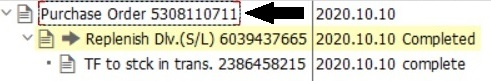 Purchase Order 5308110711 2020.10.10
Replenish Dlv.(S/L) 6039437665 2020.10.10 Completed
TF to stck in trans. 2386458215 2020.10.10 complete